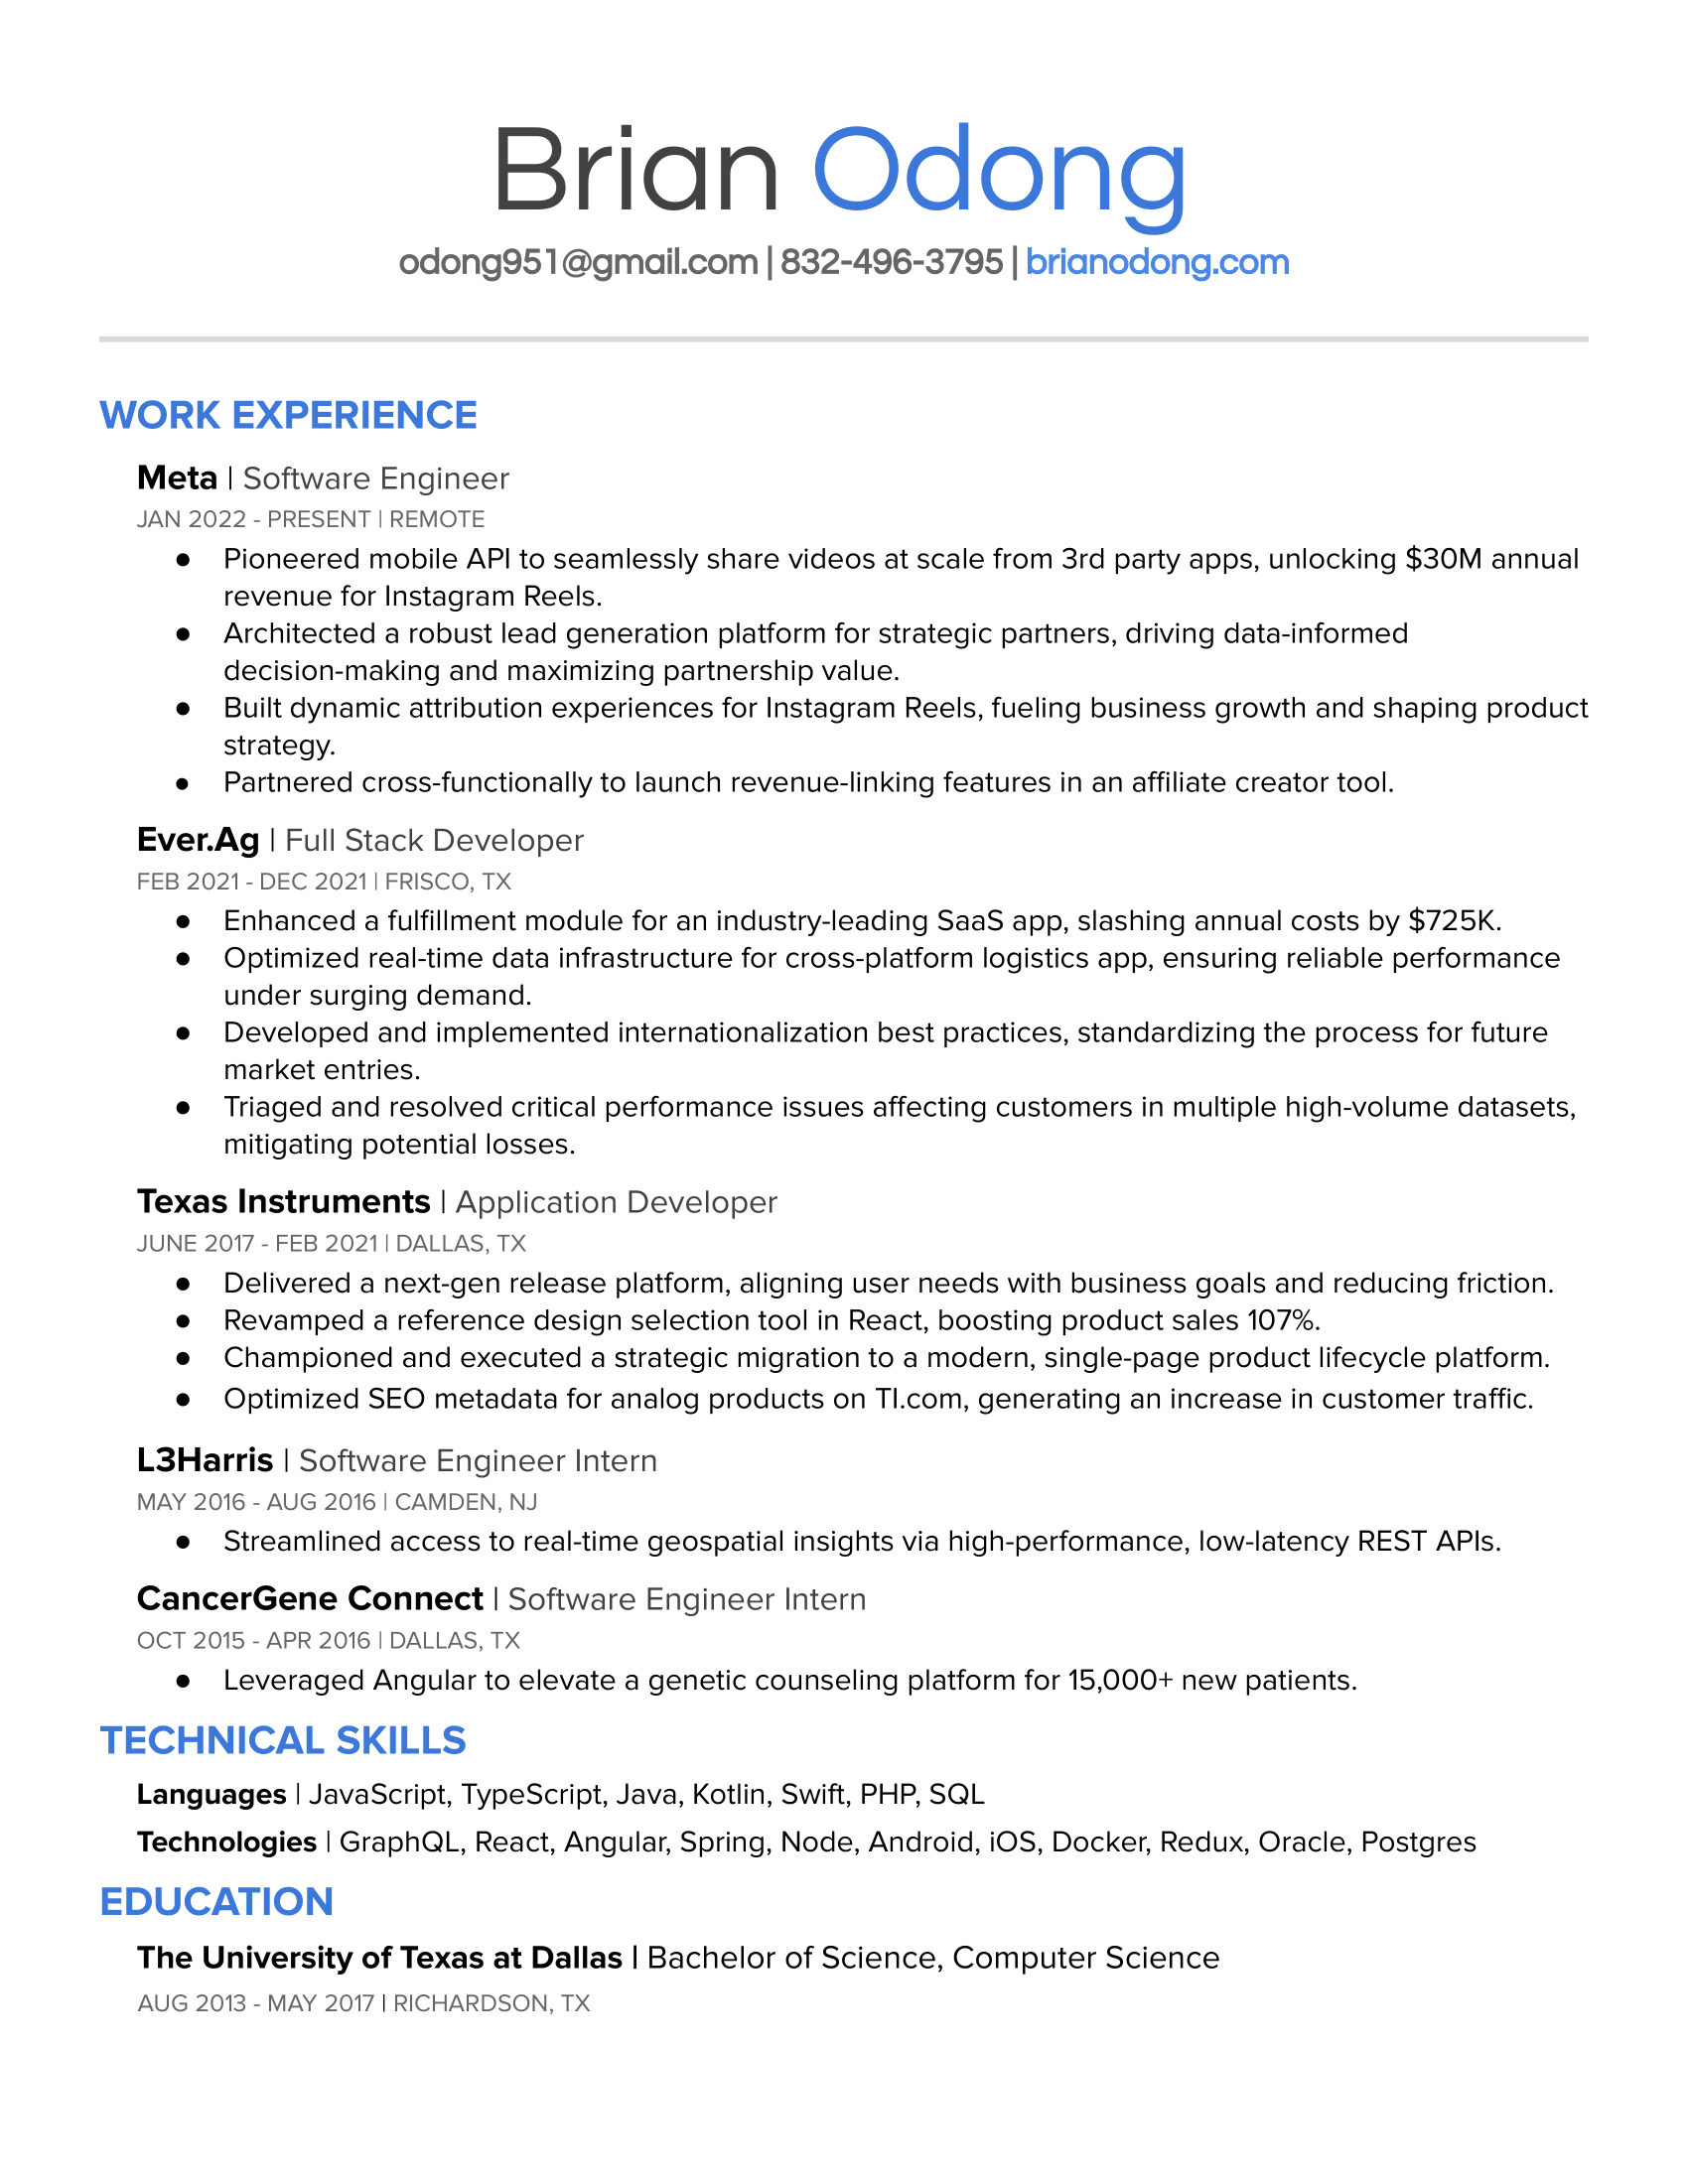 Brian Odong
odong951@gmail.com | 832-496-3795 | brianodong.com
WORK EXPERIENCE
Meta | Software Engineer
JAN 2022 - PRESENT | REMOTE
● Pioneered mobile API to seamlessly share videos at scale from 3rd party apps, unlocking $30M annual
revenue for Instagram Reels.
● Architected a robust lead generation platform for strategic partners, driving data-informed
decision-making and maximizing partnership value.
● Built dynamic attribution experiences for Instagram Reels, fueling business growth and shaping product
strategy.
● Partnered cross-functionally to launch revenue-linking features in an affiliate creator tool.
Ever.Ag | Full Stack Developer
FEB 2021 - DEC 2021 | FRISCO, TX
● Enhanced a fulfillment module for an industry-leading SaaS app, slashing annual costs by $725K.
● Optimized real-time data infrastructure for cross-platform logistics app, ensuring reliable performance
under surging demand.
● Developed and implemented internationalization best practices, standardizing the process for future
market entries.
● Triaged and resolved critical performance issues affecting customers in multiple high-volume datasets,
mitigating potential losses.
Texas Instruments | Application Developer
JUNE 2017 - FEB 2021 | DALLAS, TX
● Delivered a next-gen release platform, aligning user needs with business goals and reducing friction.
● Revamped a reference design selection tool in React, boosting product sales 107%.
● Championed and executed a strategic migration to a modern, single-page product lifecycle platform.
● Optimized SEO metadata for analog products on TI.com, generating an increase in customer traffic.
L3Harris | Software Engineer Intern
MAY 2016 - AUG 2016 | CAMDEN, NJ
● Streamlined access to real-time geospatial insights via high-performance, low-latency REST APIs.
CancerGene Connect | Software Engineer Intern
OCT 2015 - APR 2016 | DALLAS, TX
● Leveraged Angular to elevate a genetic counseling platform for 15,000+ new patients.
TECHNICAL SKILLS
Languages | JavaScript, TypeScript, Java, Kotlin, Swift, PHP, SQL
Technologies | GraphQL, React, Angular, Spring, Node, Android, iOS, Docker, Redux, Oracle, Postgres
EDUCATION
The University of Texas at Dallas | Bachelor of Science, Computer Science
AUG 2013 - MAY 2017 | RICHARDSON, TX